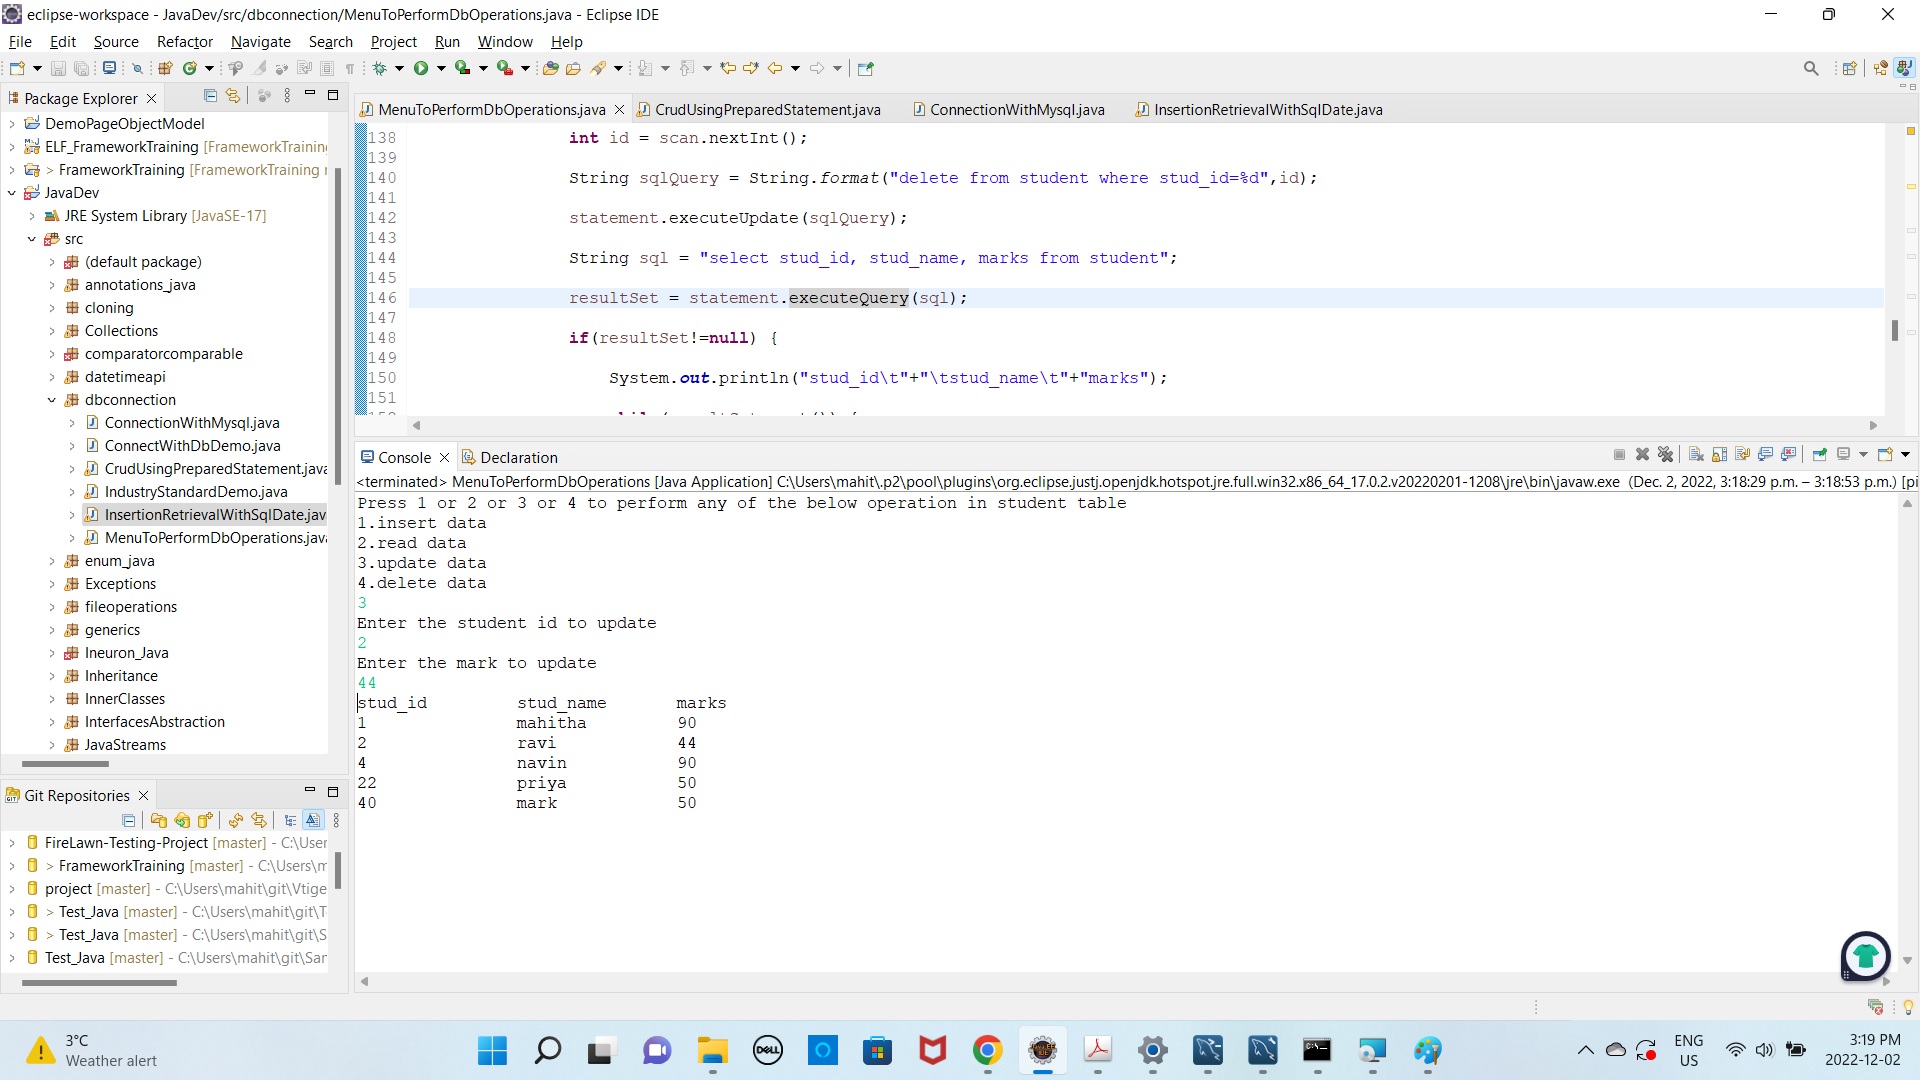 eclipse-workspace - JavaDev/src/dbconnection/MenuToPerformDbOperations.java - Eclipse IDE
File Edit Source Refactor Navigate Search Project Run Window Help
Package Explorer
DemoPageObjectModel
ELF_FrameworkTraining [FrameworkTraining
> FrameworkTraining [FrameworkTraining r
JavaDev
JRE System Library [JavaSE-17]
src
(default package)
annotations_java
cloning
Collections
comparatorcomparable
datetimeapi
dbconnection
ConnectionWithMysql.java
ConnectWithDbDemo.java
CrudUsingPreparedStatement.java
IndustryStandardDemo.java
InsertionRetrievalWithSqlDate.jav
MenuToPerformDbOperations.java
enum_java
Exceptions
fileoperations
generics
Ineuron_Java
Inheritance
InnerClasses
InterfacesAbstraction
JavaStreams
Git Repositories
FireLawn-Testing-Project [master] - C:\User
> FrameworkTraining [master] - C:\Users\m
project [master] - C:\Users\mahit\git\Vtige
> Test_Java [master] - C:\Users\mahit\git\T
> Test_Java [master] - C:\Users\mahit\git\S
Test_Java [master] - C:\Users\mahit\git\Sar
MenuToPerformDbOperations.java CrudUsingPreparedStatement.java ConnectionWithMysql.java InsertionRetrievalWithSqlDate.java
138 int id = scan.nextInt();
139
140 String sqlQuery = String.format("delete from student where stud_id=%d",id);
141
142 statement.executeUpdate(sqlQuery);
143
144 String sql = "select stud_id, stud_name, marks from student";
145
146 resultSet = statement.executeQuery(sql);
147
148 if(resultSet!=null) {
149
150 System.out.println("stud_id\t"+"\tstud_name\t"+"marks");
151
Console Declaration
<terminated> MenuToPerformDbOperations [Java Application] C:\Users\mahit\.p2\pool\plugins\org.eclipse.justj.openjdk.hotspot.jre.full.win32.x86_64_17.0.2.v20220201-1208\jre\bin\javaw.exe (Dec. 2, 2022, 3:18:29 p.m. – 3:18:53 p.m.) [pi
Press 1 or 2 or 3 or 4 to perform any of the below operation in student table
1.insert data
2.read data
3.update data
4.delete data
3
Enter the student id to update
2
Enter the mark to update
44
stud_id stud_name marks
1 mahitha 90
2 ravi 44
4 navin 90
22 priya 50
40 mark 50
3°C
Weather alert
DELL
ENG
US
3:19 PM
2022-12-02